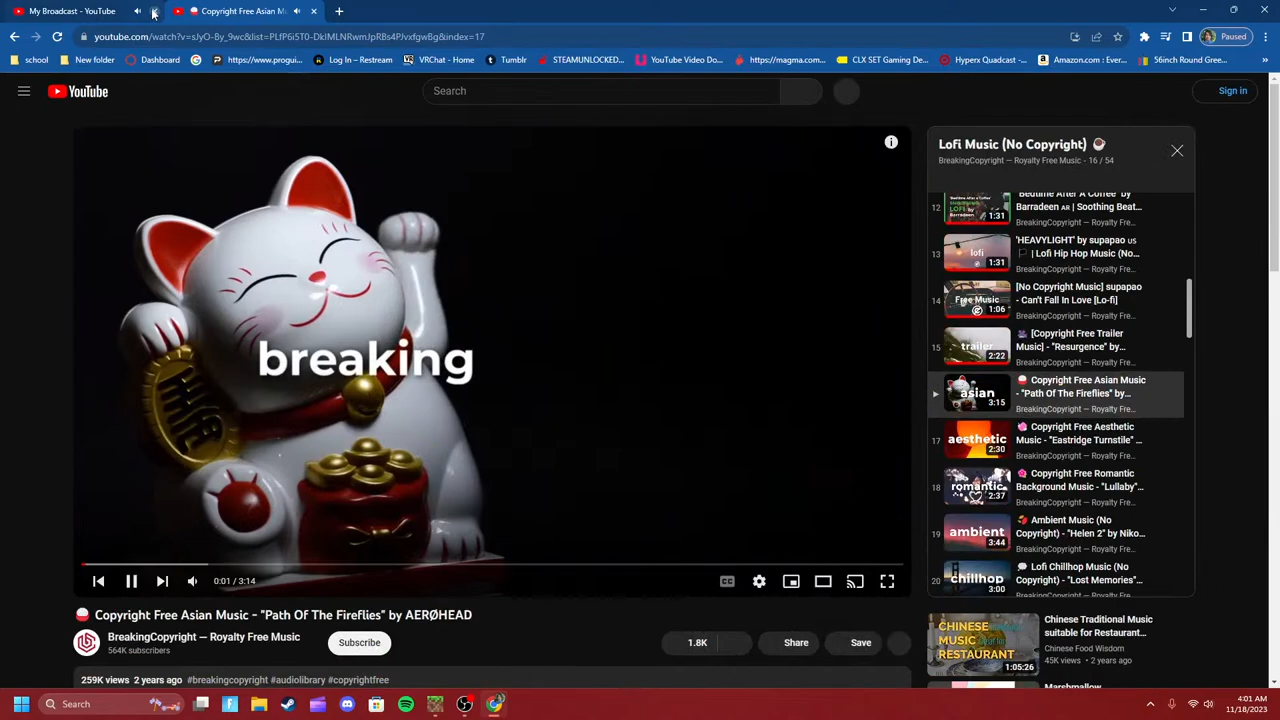 My Broadcast - YouTube
Copyright Free Asian M
youtube.com/watch?v=sJyO-By_9wc&list=PLfP6i5T0-DkIMLNRwmJpRBs4PJvxfgwBg&index=17
Paused
school
New folder
Dashboard
https://www.progui...
Log In – Restream
VRChat - Home
Tumblr
STEAMUNLOCKED...
YouTube Video Do...
https://magma.com...
CLX SET Gaming De...
Hyperx Quadcast -...
Amazon.com : Ever...
56inch Round Gree...
YouTube
Search
Sign in
breaking
Lofi Music (No Copyright) ☕
BreakingCopyright — Royalty Free Music - 16 / 54
12
1:31
'Bedtime After A Coffee' by
Barradeen AR | Soothing Beat...
BreakingCopyright — Royalty Fre...
13
lofi
1:31
'HEAVYLIGHT' by supapao us
🏳 | Lofi Hip Hop Music (No...
BreakingCopyright — Royalty Fre...
14
Free Music
1:06
[No Copyright Music] supapao
- Can't Fall In Love [Lo-fi]
BreakingCopyright — Royalty Fre...
15
trailer
2:22
[Copyright Free Trailer
Music] - "Resurgence" by...
BreakingCopyright — Royalty Fre...
asian
3:15
🍚 Copyright Free Asian Music
- "Path Of The Fireflies" by...
BreakingCopyright — Royalty Fre...
17
aesthetic
2:30
🌺 Copyright Free Aesthetic
Music - "Eastridge Turnstile" ...
BreakingCopyright — Royalty Fre...
18
romantic
2:37
🌺 Copyright Free Romantic
Background Music - "Lullaby"...
BreakingCopyright — Royalty Fre...
19
ambient
3:44
🍂 Ambient Music (No
Copyright) - "Helen 2" by Niko...
BreakingCopyright — Royalty Fre...
20
chillhop
3:00
💭 Lofi Chillhop Music (No
Copyright) - "Lost Memories"...
BreakingCopyright — Royalty Fre...
0:01 / 3:14
🍚 Copyright Free Asian Music - "Path Of The Fireflies" by AERØHEAD
BreakingCopyright — Royalty Free Music
564K subscribers
Subscribe
1.8K
Share
Save
259K views 2 years ago #breakingcopyright #audiolibrary #copyrightfree
CHINESE
MUSIC
RESTAURANT
1:05:26
Chinese Traditional Music
suitable for Restaurant...
Chinese Food Wisdom
45K views • 2 years ago
Marshmallow
Search
4:01 AM
11/18/2023